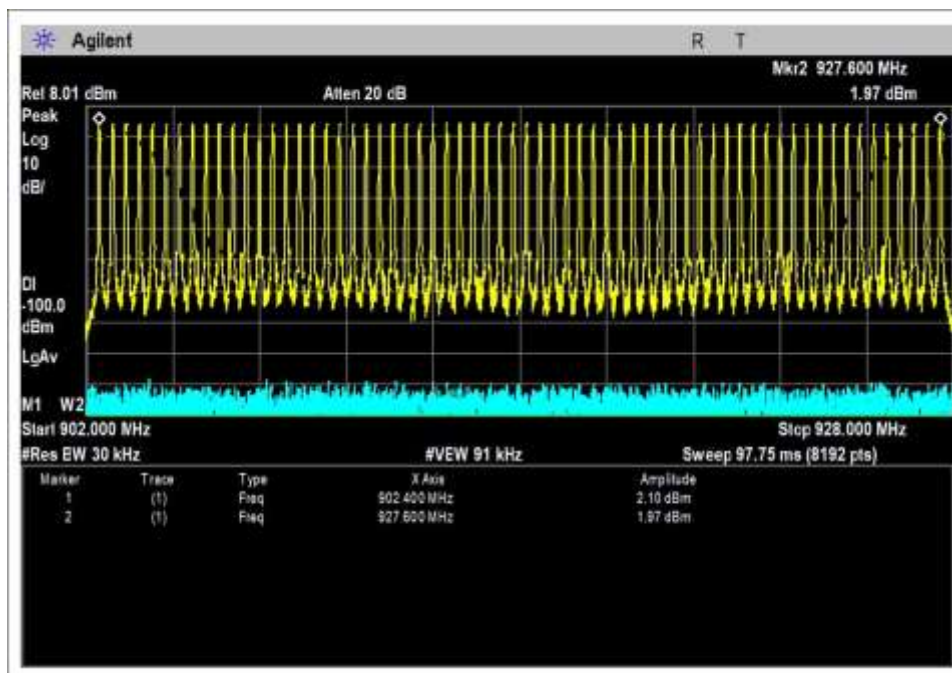 Agilent
R T
Mkr2 927.600 MHz
Ref 8.01 dBm Atten 20 dB 1.97 dBm
Peak
Log
10
dB/
DI
-100.0
dBm
LgAv
M1 W2
Start 902.000 MHz Stop 928.000 MHz
#Res BW 30 kHz #VBW 91 kHz Sweep 97.75 ms (8192 pts)
Marker Trace Type X Axis Amplitude
1 (1) Freq 902.400 MHz 2.10 dBm
2 (1) Freq 927.600 MHz 1.97 dBm